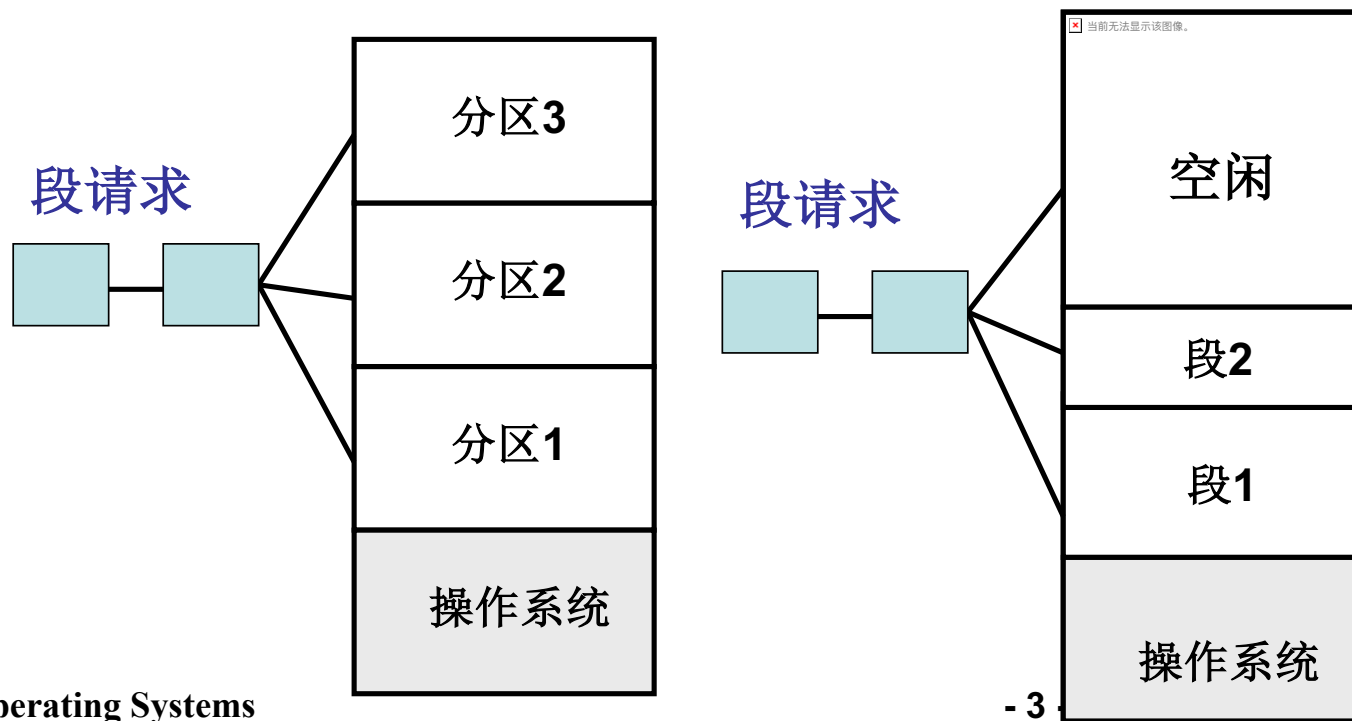 分区3
段请求
分区2
分区1
操作系统
当前无法显示该图像。
空闲
段请求
段2
段1
操作系统
perating Systems
- 3 -